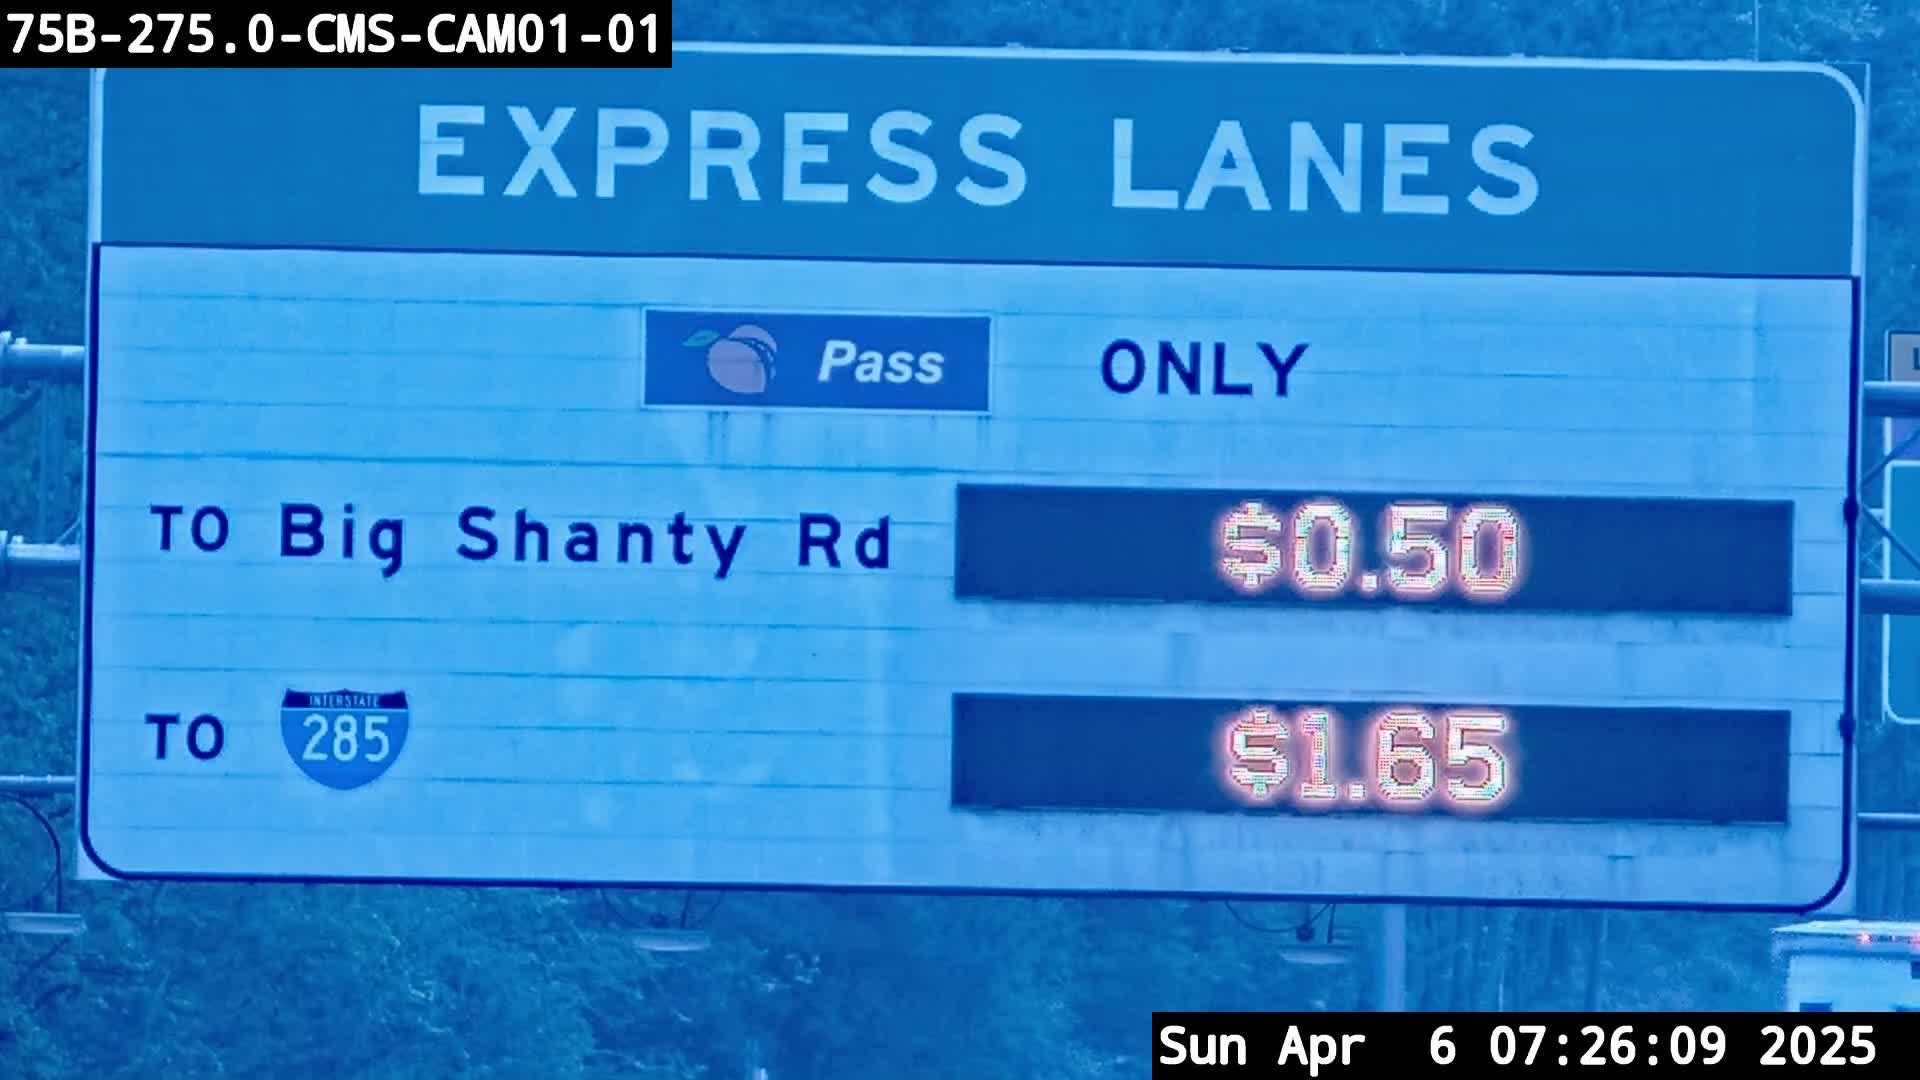 75B-275.0-CMS-CAM01-01
EXPRESS LANES
Pass ONLY
TO Big Shanty Rd $0.50
INTERSTATE
TO 285 $1.65
Sun Apr 6 07:26:09 2025